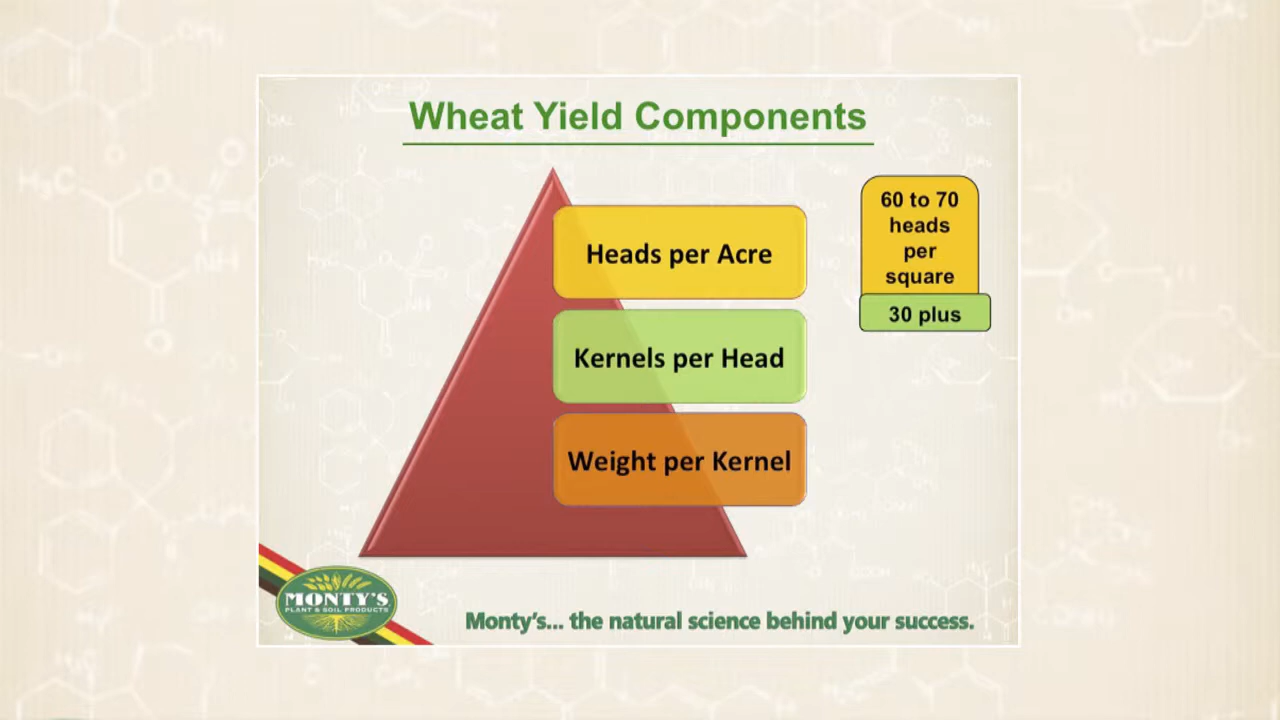 Wheat Yield Components
Heads per Acre
Kernels per Head
Weight per Kernel
60 to 70
heads
per
square
30 plus
MONTY'S
PLANT & SOIL PRODUCTS
Monty's... the natural science behind your success.